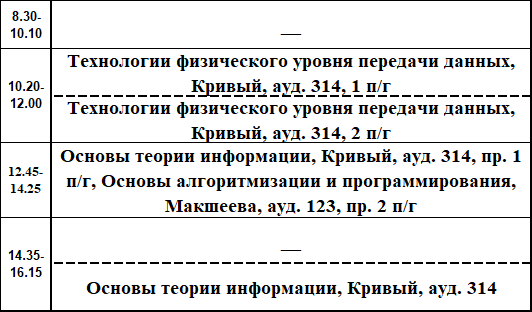 8.30-
10.10
—
10.20-
12.00
Технологии физического уровня передачи данных,
Кривый, ауд. 314, 1 п/г
Технологии физического уровня передачи данных,
Кривый, ауд. 314, 2 п/г
12.45-
14.25
Основы теории информации, Кривый, ауд. 314, пр. 1
п/г, Основы алгоритмизации и программирования,
Макшеева, ауд. 123, пр. 2 п/г
14.35-
16.15
—
Основы теории информации, Кривый, ауд. 314